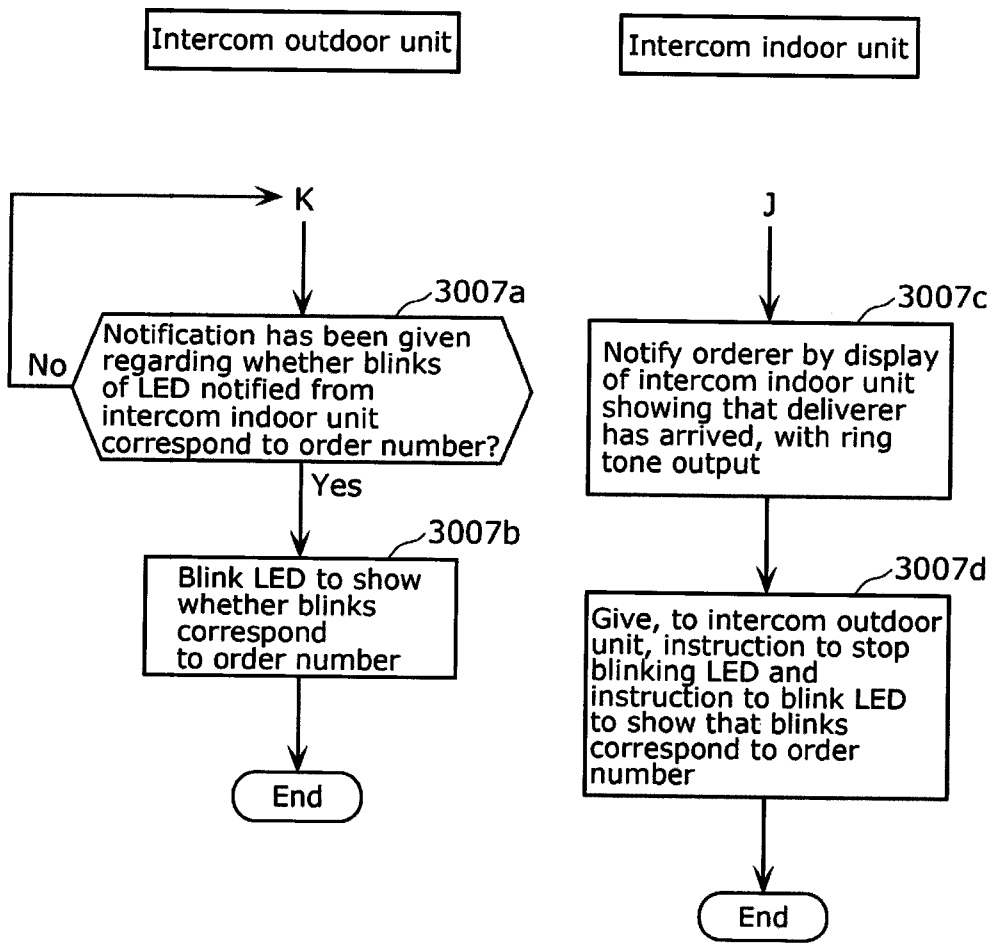 Intercom outdoor unit
Intercom indoor unit
K
3007a
Notification has been given
regarding whether blinks
of LED notified from
intercom indoor unit
correspond to order number?
No
Yes
3007b
Blink LED to show
whether blinks
correspond
to order number
End
J
3007c
Notify orderer by display
of intercom indoor unit
showing that deliverer
has arrived, with ring
tone output
3007d
Give, to intercom outdoor
unit, instruction to stop
blinking LED and
instruction to blink LED
to show that blinks
correspond to order
number
End